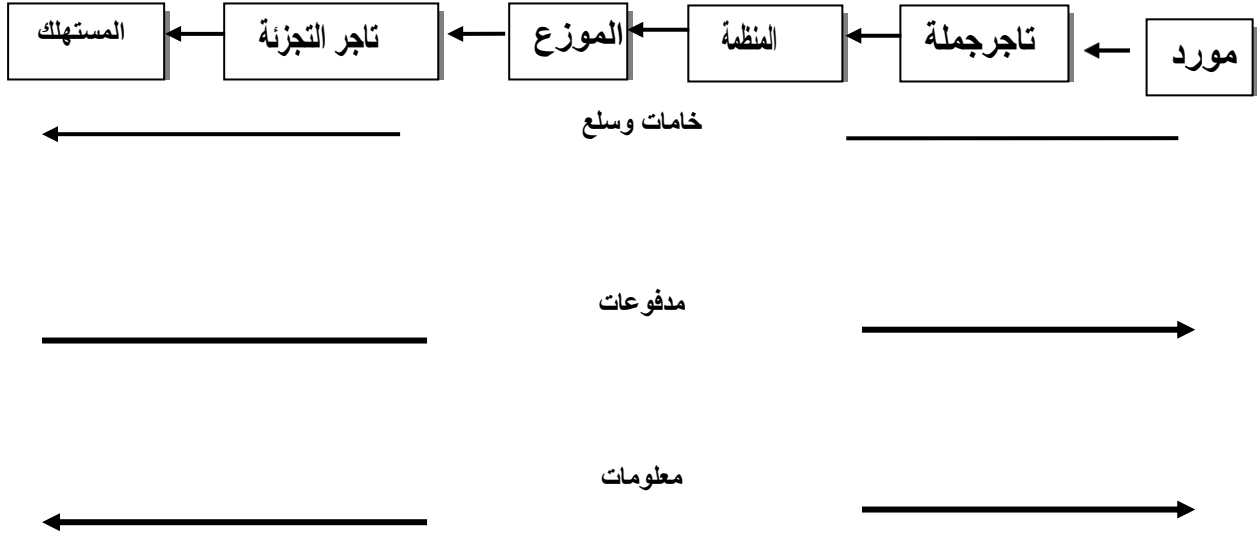 مورد
تاجرجملة
المنظمة
الموزع
تاجر التجزئة
المستهلك
خامات وسلع
مدفوعات
معلومات